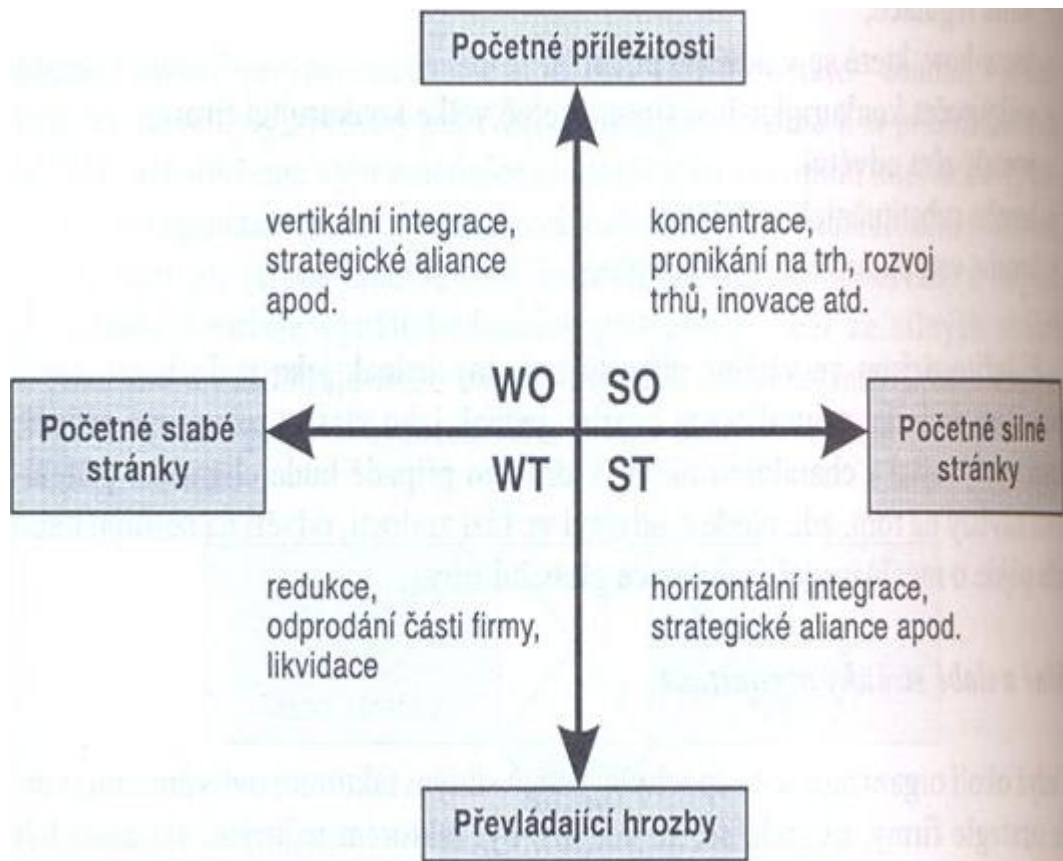 Početné příležitosti
vertikální integrace,
strategické aliance
apod.
koncentrace,
pronikání na trh, rozvoj
trhů, inovace atd.
WO SO
Početné slabé
stránky
Početné silné
stránky
WT ST
redukce,
odprodání části firmy,
likvidace
norizontální integrace,
strategické aliance apod.
Převládající hrozby